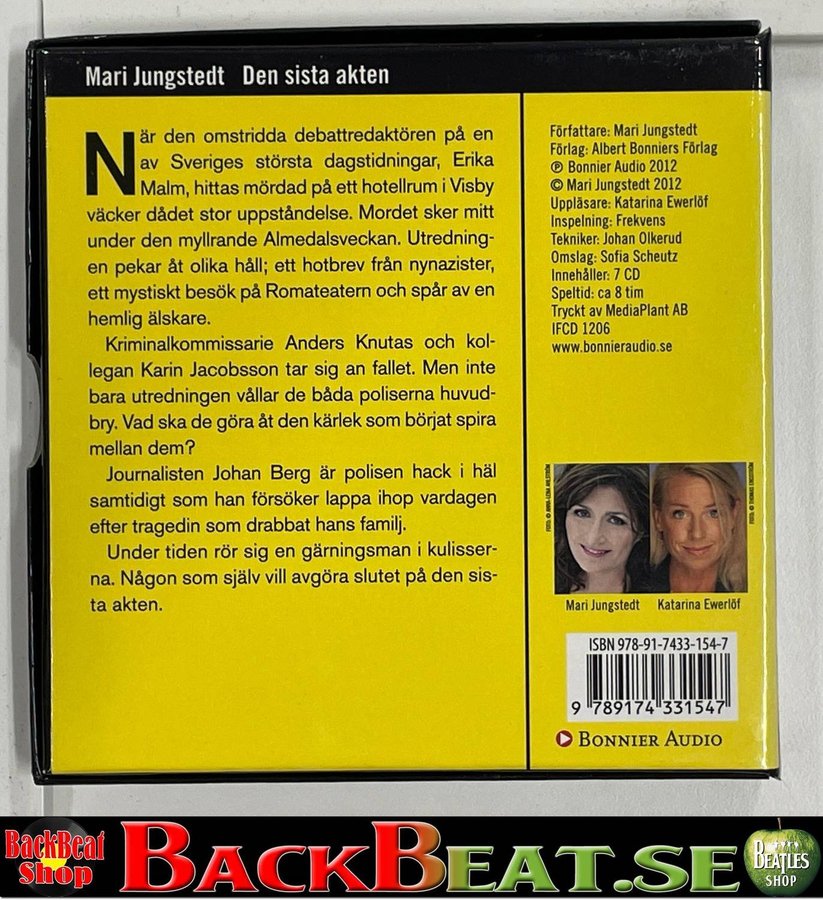 Mari Jungstedt Den sista akten
När den omstridda debattredaktören på en
av Sveriges största dagstidningar, Erika
Malm, hittas mördad på ett hotellrum i Visby
väcker dådet stor uppståndelse. Mordet sker mitt
under den myllrande Almedalsveckan. Utredning-
en pekar åt olika håll; ett hotbrev från nynazister,
ett mystiskt besök på Romateatern och spår av en
hemlig älskare.
Kriminalkommissarie Anders Knutas och kol-
legan Karin Jacobsson tar sig an fallet. Men inte
bara utredningen vållar de båda poliserna huvud-
bry. Vad ska de göra åt den kärlek som börjat spira
mellan dem?
Journalisten Johan Berg är polisen hack i häl
samtidigt som han försöker lappa ihop vardagen
efter tragedin som drabbat hans familj.
Under tiden rör sig en gärningsman i kulisser-
na. Någon som själv vill avgöra slutet på den sis-
ta akten.
Författare: Mari Jungstedt
Förlag: Albert Bonniers Förlag
℗ Bonnier Audio 2012
© Mari Jungstedt 2012
Uppläsare: Katarina Ewerlöf
Inspelning: Frekvens
Tekniker: Johan Olkerud
Omslag: Sofia Scheutz
Innehåller: 7 CD
Speltid: ca 8 tim
Tryckt av MediaPlant AB
IFCD 1206
www.bonnieraudio.se
FOTO: © ANNA-LENA AHLSTRÖM
FOTO: © THOMAS ENGSTRÖM
Mari Jungstedt Katarina Ewerlöf
ISBN 978-91-7433-154-7
9 789174 331547
BONNIER AUDIO
BackBeat
Shop
BACKBEAT.SE
BEATLES
SHOP